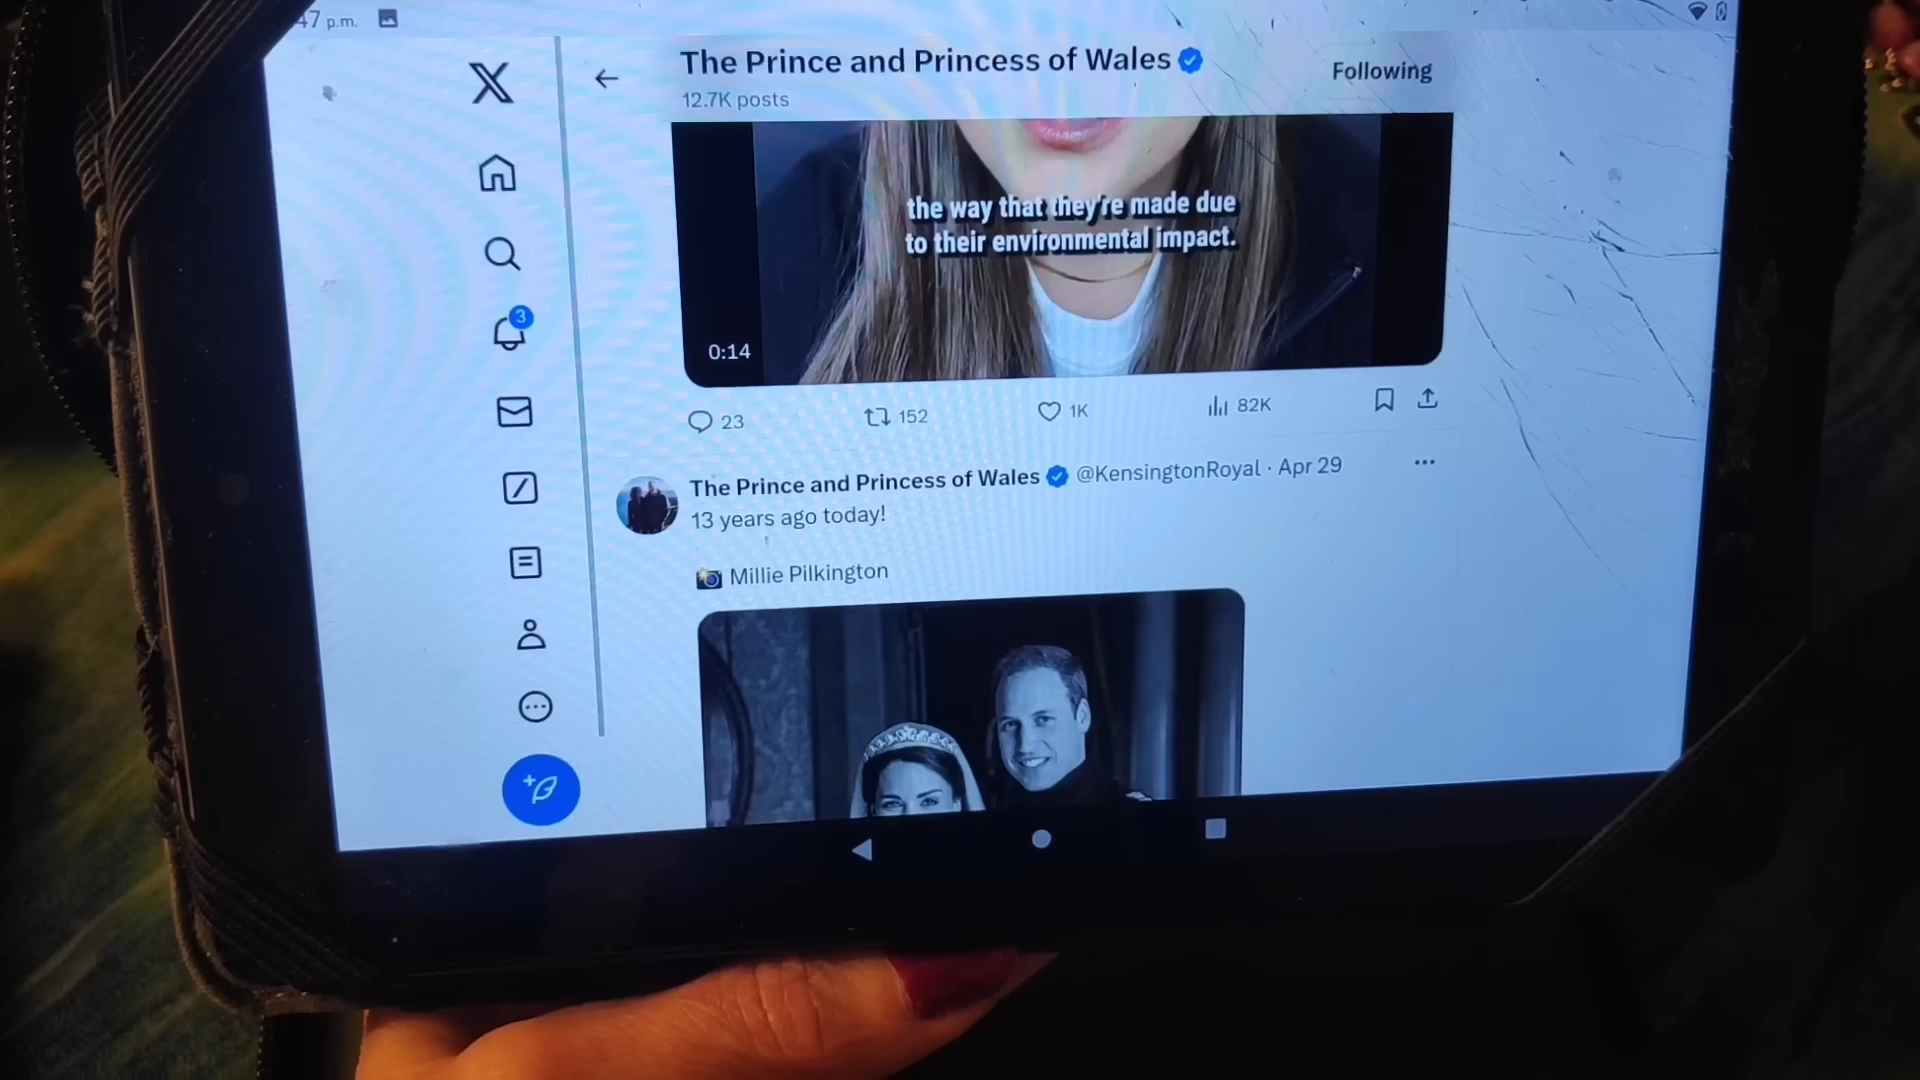 47 p.m.
The Prince and Princess of Wales
12.7K posts
Following
the way that they're made due
to their environmental impact.
0:14
3
23
152
1K
82K
The Prince and Princess of Wales @KensingtonRoyal · Apr 29
13 years ago today!
Millie Pilkington